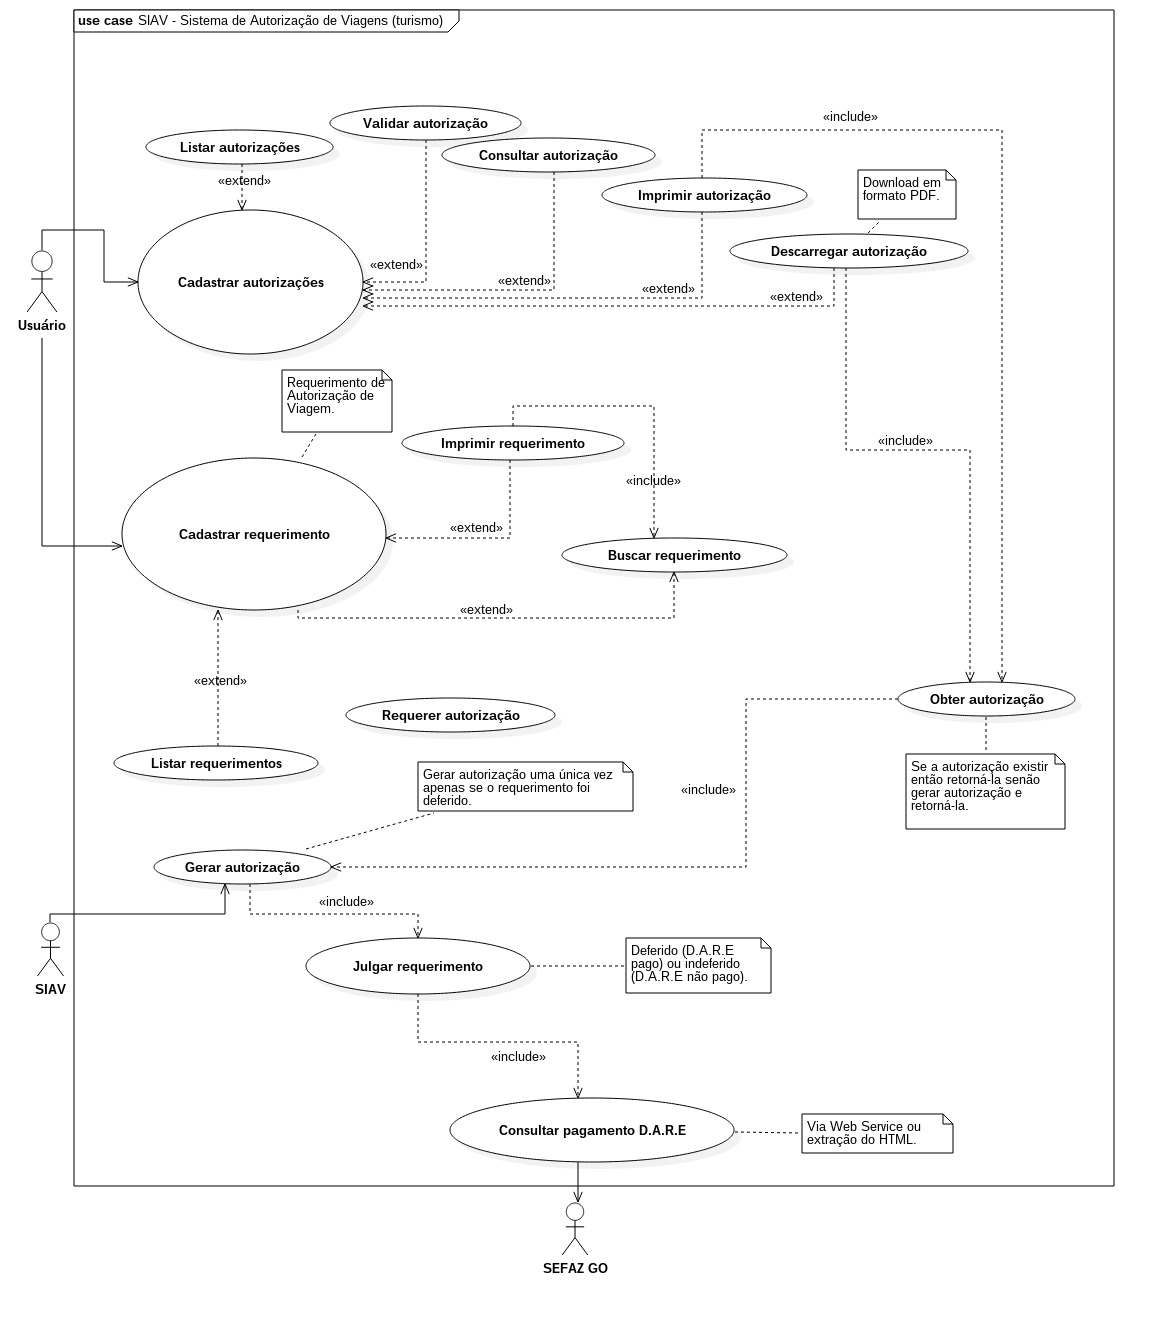 use case SIAV - Sistema de Autorização de Viagens (turismo)
«include»
Validar autorização
Listar autorizações
Consultar autorização
«extend»
Imprimir autorização
Download em
formato PDF.
Descarregar autorização
Cadastrar autorizações
«extend»
«extend»
«extend»
«extend»
Usuário
Requerimento de
Autorização de
Viagem.
Imprimir requerimento
«include»
«include»
«extend»
Cadastrar requerimento
Buscar requerimento
«extend»
«extend»
Requerer autorização
Obter autorização
Listar requerimentos
Gerar autorização uma única vez
apenas se o requerimento foi
deferido.
«include»
Se a autorização existir
então retorná-la senão
gerar autorização e
retorná-la.
Gerar autorização
«include»
SIAV
Julgar requerimento
Deferido (D.A.R.E
pago) ou indeferido
(D.A.R.E não pago).
«include»
Consultar pagamento D.A.R.E
Via Web Service ou
extração do HTML.
SEFAZ GO